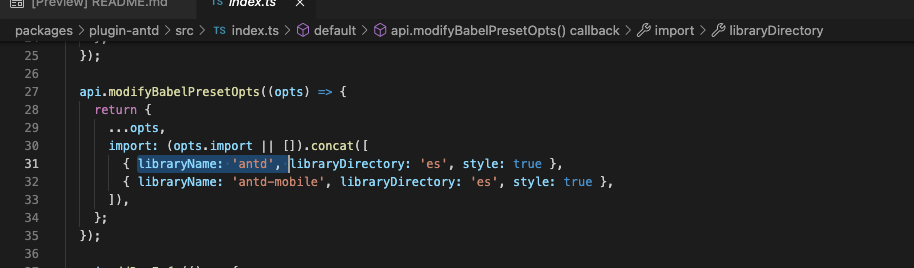 [Preview] README.md TS index.ts ×
packages > plugin-antd > src > TS index.ts > default > api.modifyBabelPresetOpts() callback > import > libraryDirectory
25 });
26
27 api.modifyBabelPresetOpts((opts) => {
28 return {
29 ...opts,
30 import: (opts.import || []).concat([
31 { libraryName: 'antd', libraryDirectory: 'es', style: true },
32 { libraryName: 'antd-mobile', libraryDirectory: 'es', style: true },
33 ]),
34 };
35 });
36